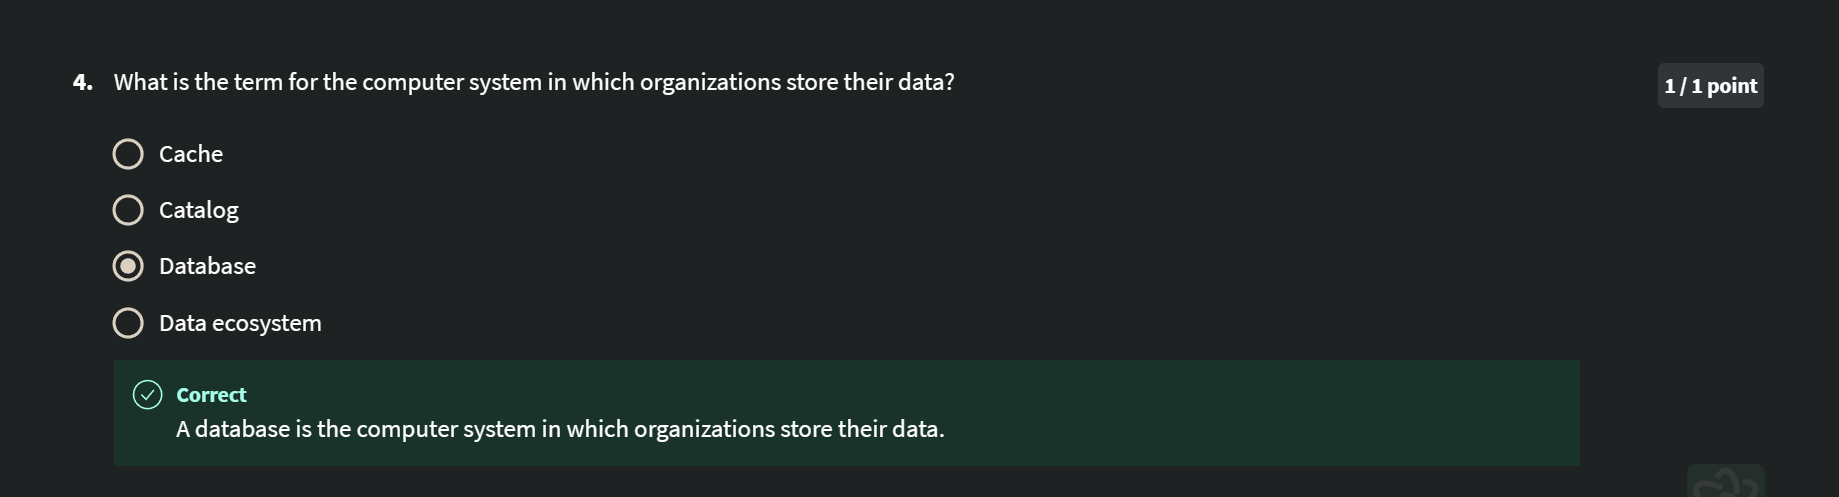 4. What is the term for the computer system in which organizations store their data?
1 / 1 point
Cache
Catalog
Database
Data ecosystem
Correct
A database is the computer system in which organizations store their data.